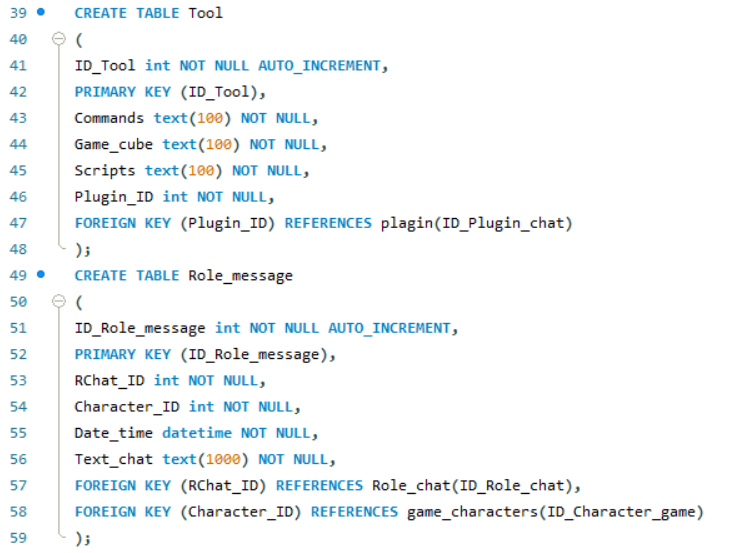 39 CREATE TABLE Tool
40 (
41 ID_Tool int NOT NULL AUTO_INCREMENT,
42 PRIMARY KEY (ID_Tool),
43 Commands text(100) NOT NULL,
44 Game_cube text(100) NOT NULL,
45 Scripts text(100) NOT NULL,
46 Plugin_ID int NOT NULL,
47 FOREIGN KEY (Plugin_ID) REFERENCES plagin(ID_Plugin_chat)
48 );
49 CREATE TABLE Role_message
50 (
51 ID_Role_message int NOT NULL AUTO_INCREMENT,
52 PRIMARY KEY (ID_Role_message),
53 RChat_ID int NOT NULL,
54 Character_ID int NOT NULL,
55 Date_time datetime NOT NULL,
56 Text_chat text(1000) NOT NULL,
57 FOREIGN KEY (RChat_ID) REFERENCES Role_chat(ID_Role_chat),
58 FOREIGN KEY (Character_ID) REFERENCES game_characters(ID_Character_game)
59 );